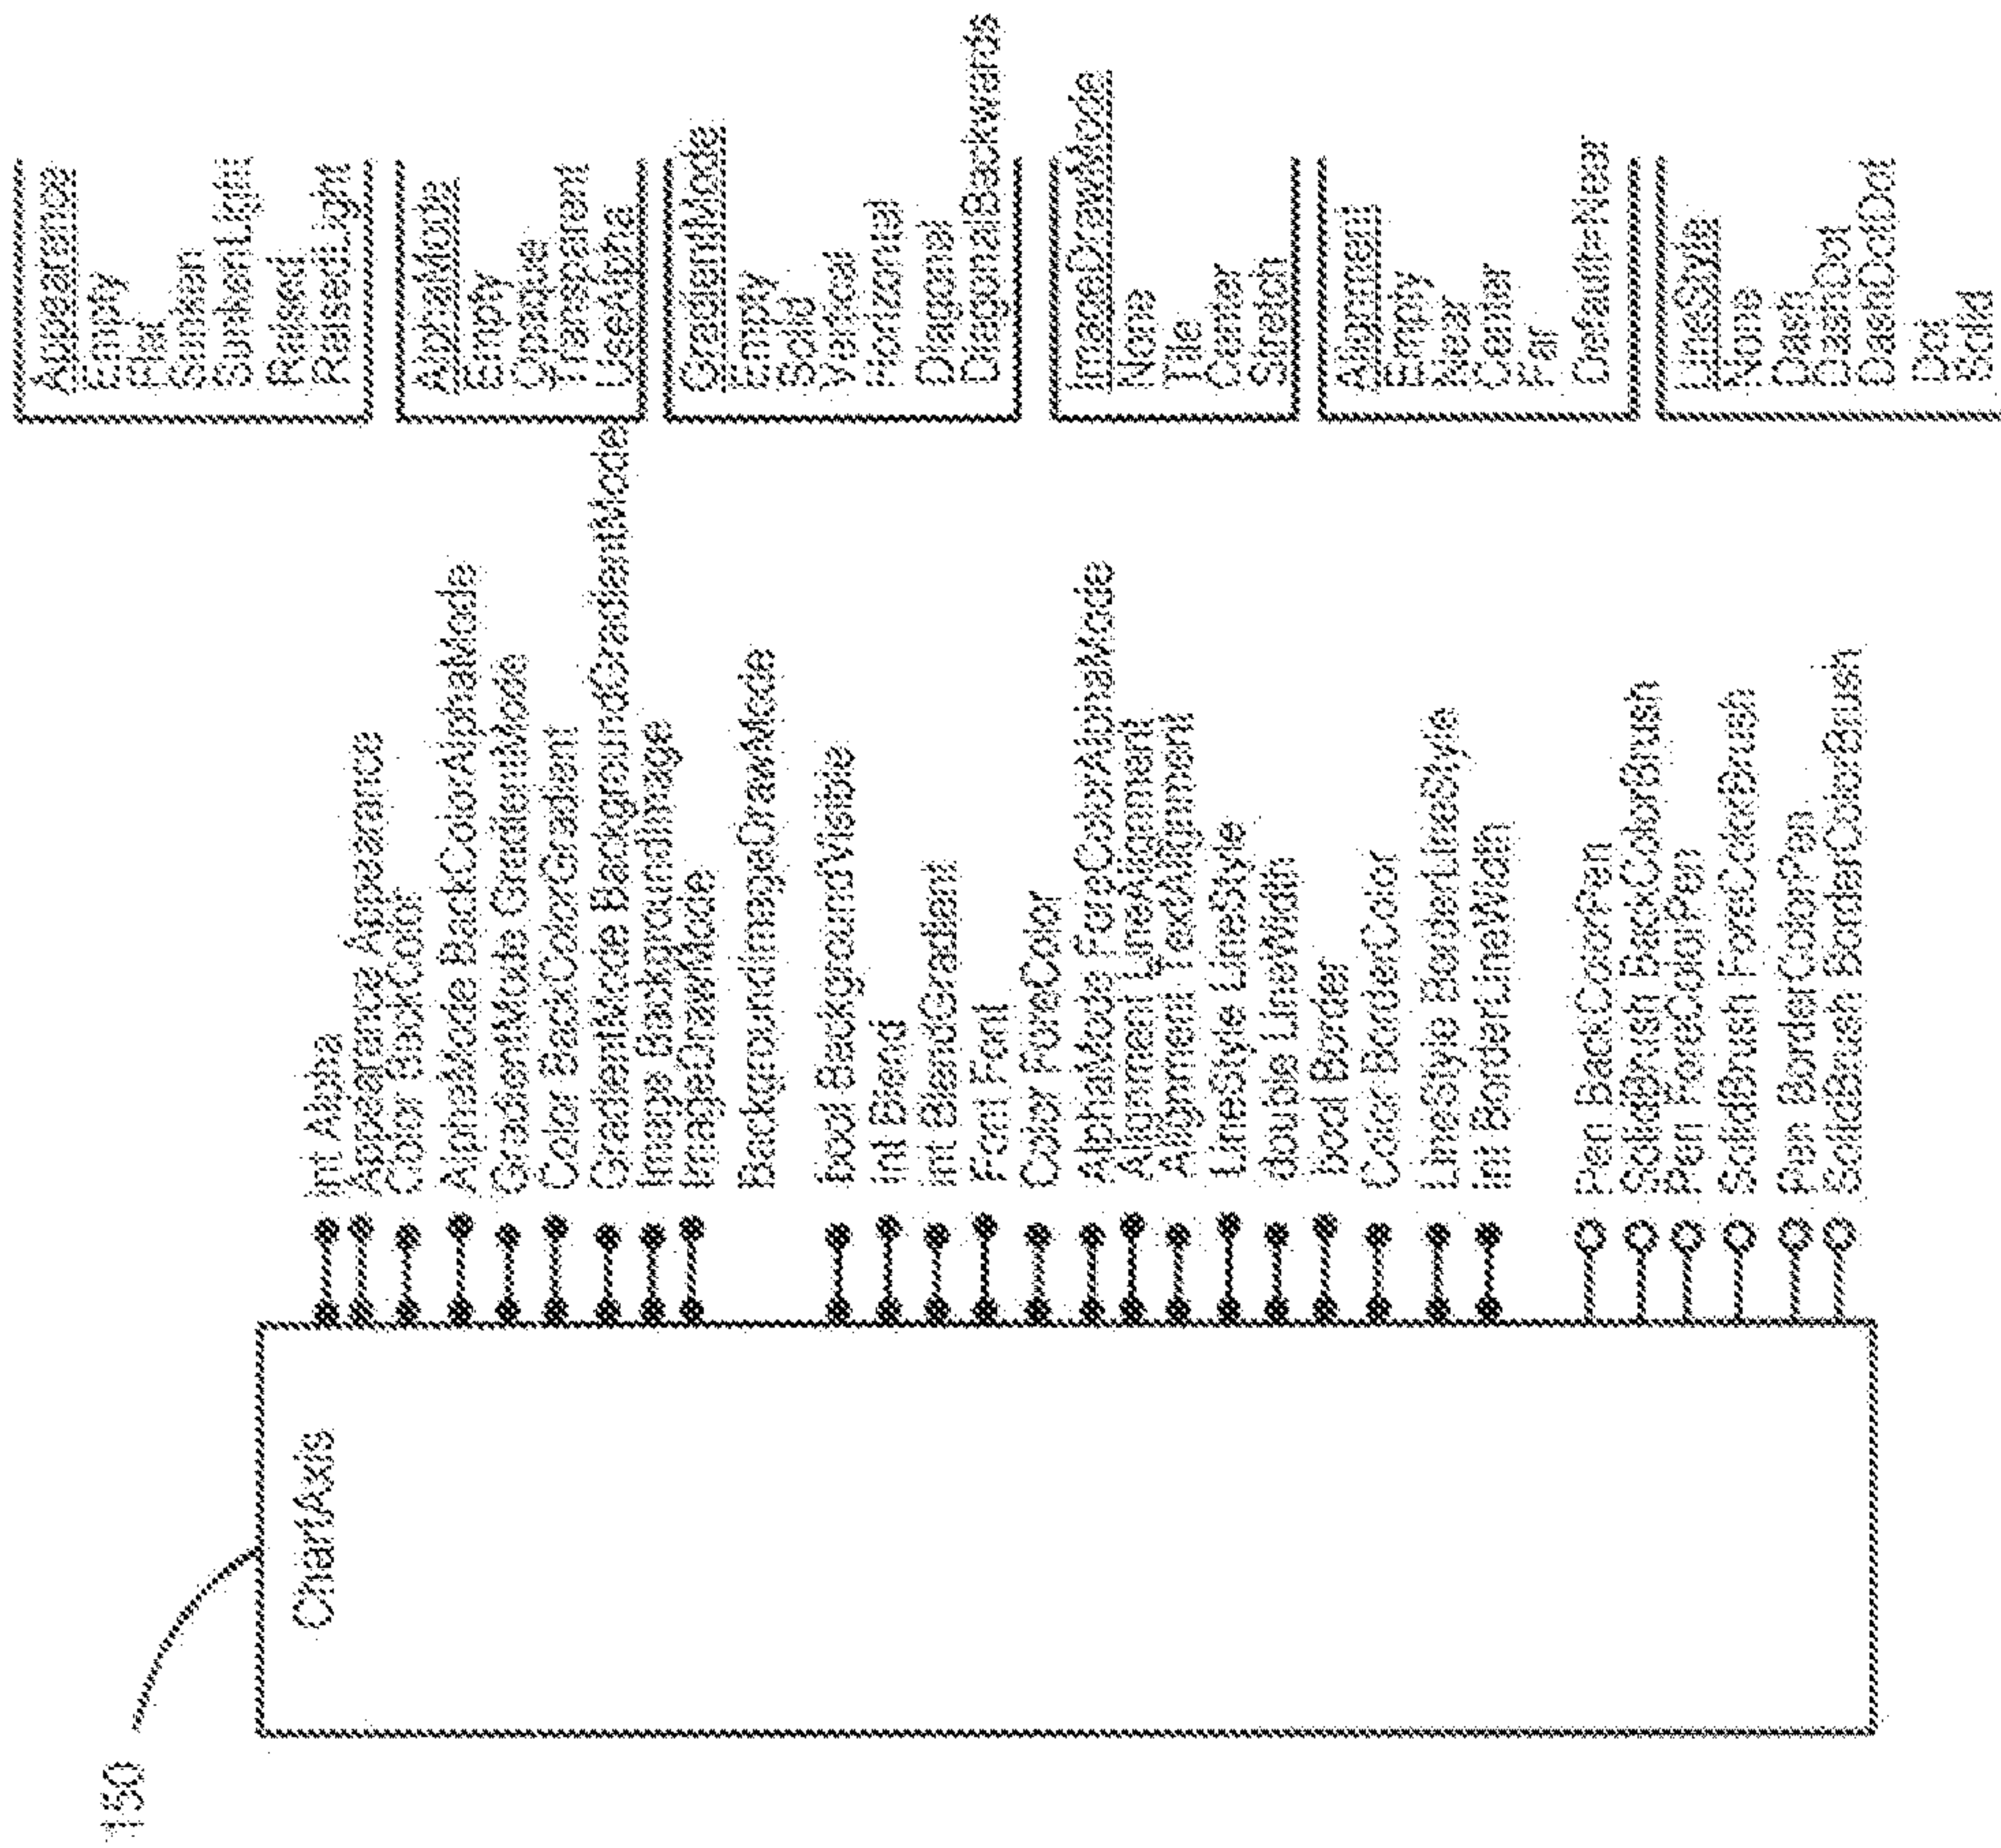 150
ChartAxis
int Alpha
Appearance Appearance
Color BackColor
AlphaMode BackColorAlphaMode
GradientMode GradientMode
Color BackColorGradient
GradientMode BackgroundGradientMode
Image BackgroundImage
ImageDrawMode
BackgroundImageDrawMode
bool BackgroundVisible
int Bend
int BlendGradient
Font Font
Color ForeColor
AlphaMode ForeColorAlphaMode
Alignment LineAlignment
Alignment TextAlignment
LineStyle LineStyle
double LineWidth
bool Border
Color BorderColor
LineStyle BorderLineStyle
int BorderLineWidth
Pen BackColorPen
SolidBrush BackColorBrush
Pen ForeColorPen
SolidBrush ForeColorBrush
Pen BorderColorPen
SolidBrush BorderColorBrush
Appearance
Empty
Flat
Sunken
SunkenLight
Raised
RaisedLight
AlphaMode
Empty
Opaque
Transparent
UseAlpha
GradientMode
Empty
Solid
Vertical
Horizontal
Diagonal
DiagonalBackwards
ImageDrawMode
None
Tile
Center
Stretch
Alignment
Empty
Near
Center
Far
Default=Near
LineStyle
None
Dash
DashDot
DashDotDot
Dot
Solid